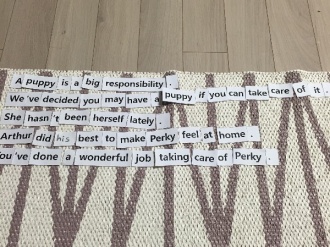 A puppy is a big responsibility .
We 've decided you may have a puppy if you can take care of it .
She hasn 't been herself lately .
Arthur did his best to make Perky feel at home .
You 've done a wonderful job taking care of Perky .